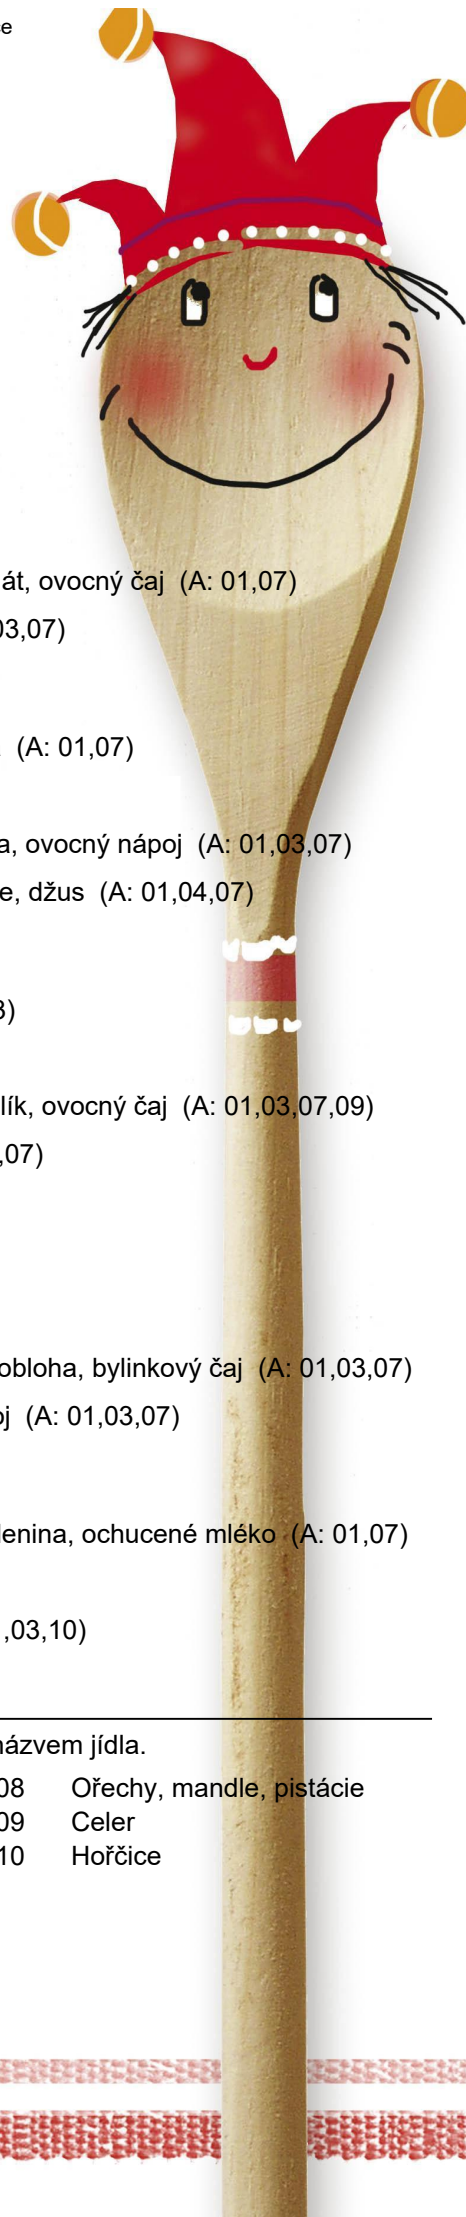 ce
át, ovocný čaj (A: 01,07)
03,07)
(A: 01,07)
a, ovocný nápoj (A: 01,03,07)
e, džus (A: 01,04,07)
3)
lík, ovocný čaj (A: 01,03,07,09)
,07)
obloha, bylinkový čaj (A: 01,03,07)
oj (A: 01,03,07)
lenina, ochucené mléko (A: 01,07)
,03,10)
názvem jídla.
08 Ořechy, mandle, pistácie
09 Celer
10 Hořčice